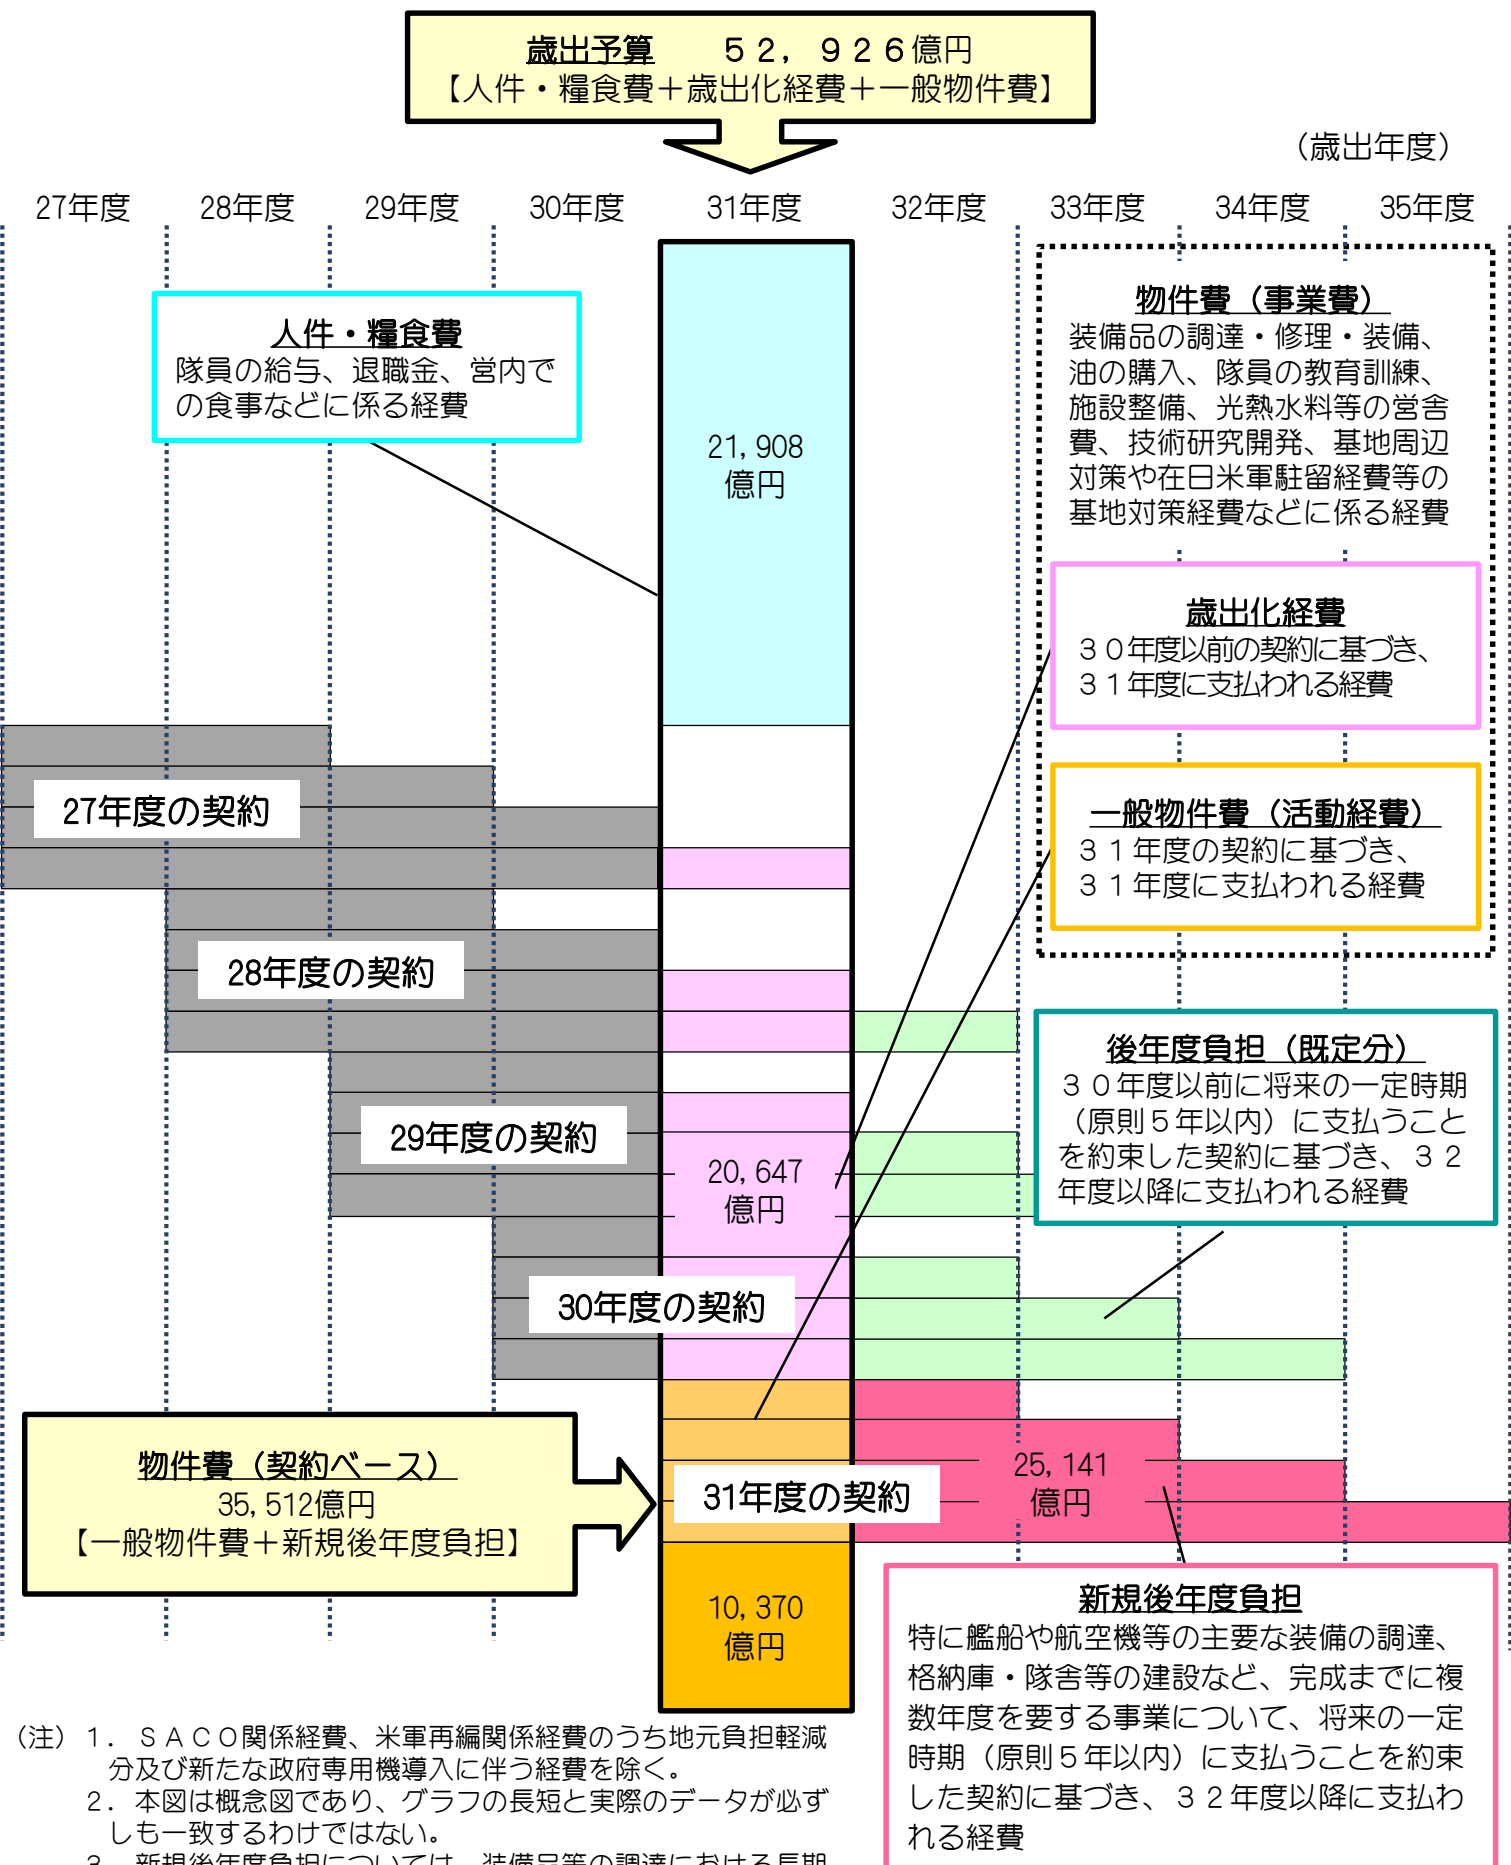 歳出予算　５２，９２６億円
【人件・糧食費＋歳出化経費＋一般物件費】
（歳出年度）
27年度 28年度 29年度 30年度 31年度 32年度 33年度 34年度 35年度
人件・糧食費
隊員の給与、退職金、営内で
の食事などに係る経費
21,908
億円
物件費（事業費）
装備品の調達・修理・装備、
油の購入、隊員の教育訓練、
施設整備、光熱水料等の営舎
費、技術研究開発、基地周辺
対策や在日米軍駐留経費等の
基地対策経費などに係る経費
歳出化経費
３０年度以前の契約に基づき、
３１年度に支払われる経費
一般物件費（活動経費）
３１年度の契約に基づき、
３１年度に支払われる経費
27年度の契約
28年度の契約
29年度の契約
20,647
億円
30年度の契約
後年度負担（既定分）
３０年度以前に将来の一定時期
（原則５年以内）に支払うこと
を約束した契約に基づき、３２
年度以降に支払われる経費
物件費（契約ベース）
35,512億円
【一般物件費＋新規後年度負担】
31年度の契約
25,141
億円
10,370
億円
新規後年度負担
特に艦船や航空機等の主要な装備の調達、
格納庫・隊舎等の建設など、完成までに複
数年度を要する事業について、将来の一定
時期（原則５年以内）に支払うことを約束
した契約に基づき、３２年度以降に支払わ
れる経費
（注）１．ＳＡＣＯ関係経費、米軍再編関係経費のうち地元負担軽減
分及び新たな政府専用機導入に伴う経費を除く。
２．本図は概念図であり、グラフの長短と実際のデータが必ず
しも一致するわけではない。
３．新規後年度負担については、装備品等の調達における長期